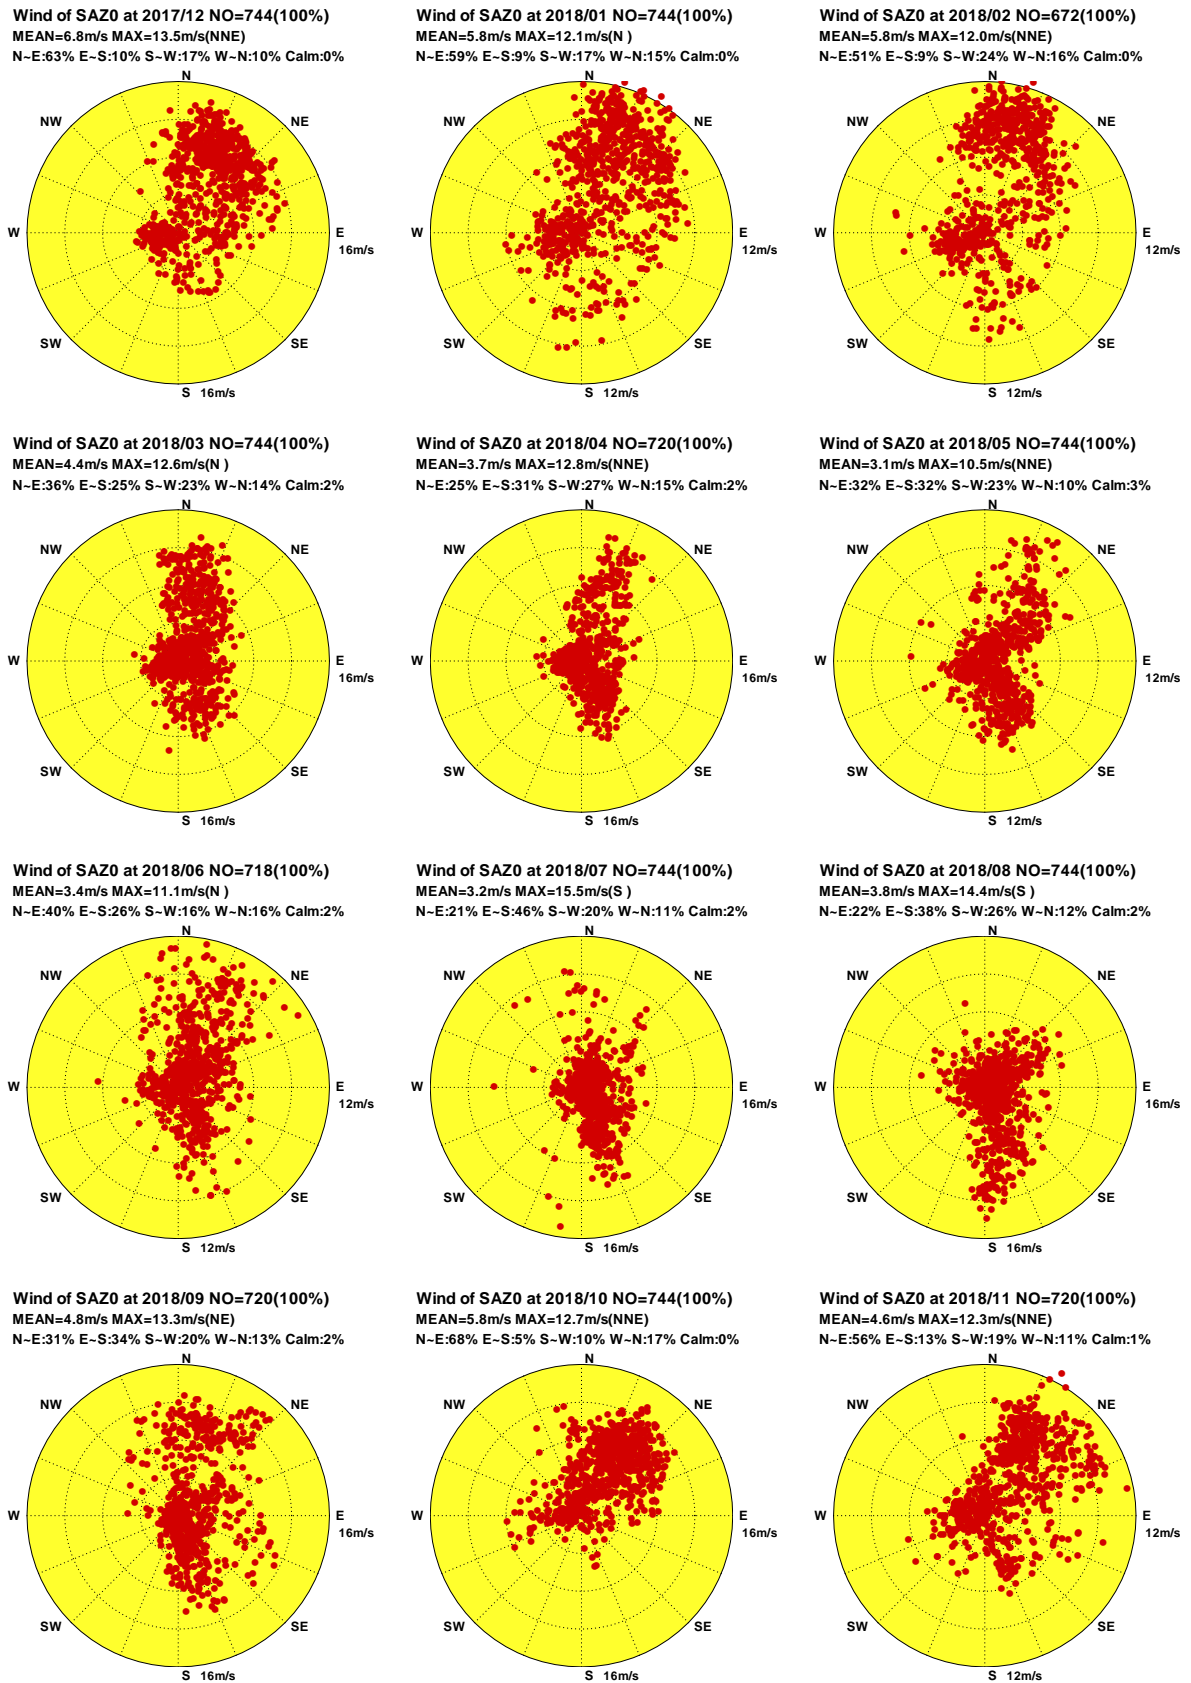 Wind of SAZ0 at 2017/12 NO=744(100%)
MEAN=6.8m/s MAX=13.5m/s(NNE)
N~E:63% E~S:10% S~W:17% W~N:10% Calm:0%
N
NW
NE
W
E
16m/s
SW
SE
S 16m/s
Wind of SAZ0 at 2018/01 NO=744(100%)
MEAN=5.8m/s MAX=12.1m/s(N )
N~E:59% E~S:9% S~W:17% W~N:15% Calm:0%
N
NW
NE
W
E
12m/s
SW
SE
S 12m/s
Wind of SAZ0 at 2018/02 NO=672(100%)
MEAN=5.8m/s MAX=12.0m/s(NNE)
N~E:51% E~S:9% S~W:24% W~N:16% Calm:0%
N
NW
NE
W
E
12m/s
SW
SE
S 12m/s
Wind of SAZ0 at 2018/03 NO=744(100%)
MEAN=4.4m/s MAX=12.6m/s(N )
N~E:36% E~S:25% S~W:23% W~N:14% Calm:2%
N
NW
NE
W
E
16m/s
SW
SE
S 16m/s
Wind of SAZ0 at 2018/04 NO=720(100%)
MEAN=3.7m/s MAX=12.8m/s(NNE)
N~E:25% E~S:31% S~W:27% W~N:15% Calm:2%
N
NW
NE
W
E
16m/s
SW
SE
S 16m/s
Wind of SAZ0 at 2018/05 NO=744(100%)
MEAN=3.1m/s MAX=10.5m/s(NNE)
N~E:32% E~S:32% S~W:23% W~N:10% Calm:3%
N
NW
NE
W
E
12m/s
SW
SE
S 12m/s
Wind of SAZ0 at 2018/06 NO=718(100%)
MEAN=3.4m/s MAX=11.1m/s(N )
N~E:40% E~S:26% S~W:16% W~N:16% Calm:2%
N
NW
NE
W
E
12m/s
SW
SE
S 12m/s
Wind of SAZ0 at 2018/07 NO=744(100%)
MEAN=3.2m/s MAX=15.5m/s(S )
N~E:21% E~S:46% S~W:20% W~N:11% Calm:2%
N
NW
NE
W
E
16m/s
SW
SE
S 16m/s
Wind of SAZ0 at 2018/08 NO=744(100%)
MEAN=3.8m/s MAX=14.4m/s(S )
N~E:22% E~S:38% S~W:26% W~N:12% Calm:2%
N
NW
NE
W
E
16m/s
SW
SE
S 16m/s
Wind of SAZ0 at 2018/09 NO=720(100%)
MEAN=4.8m/s MAX=13.3m/s(NE)
N~E:31% E~S:34% S~W:20% W~N:13% Calm:2%
N
NW
NE
W
E
16m/s
SW
SE
S 16m/s
Wind of SAZ0 at 2018/10 NO=744(100%)
MEAN=5.8m/s MAX=12.7m/s(NNE)
N~E:68% E~S:5% S~W:10% W~N:17% Calm:0%
N
NW
NE
W
E
16m/s
SW
SE
S 16m/s
Wind of SAZ0 at 2018/11 NO=720(100%)
MEAN=4.6m/s MAX=12.3m/s(NNE)
N~E:56% E~S:13% S~W:19% W~N:11% Calm:1%
N
NW
NE
W
E
12m/s
SW
SE
S 12m/s